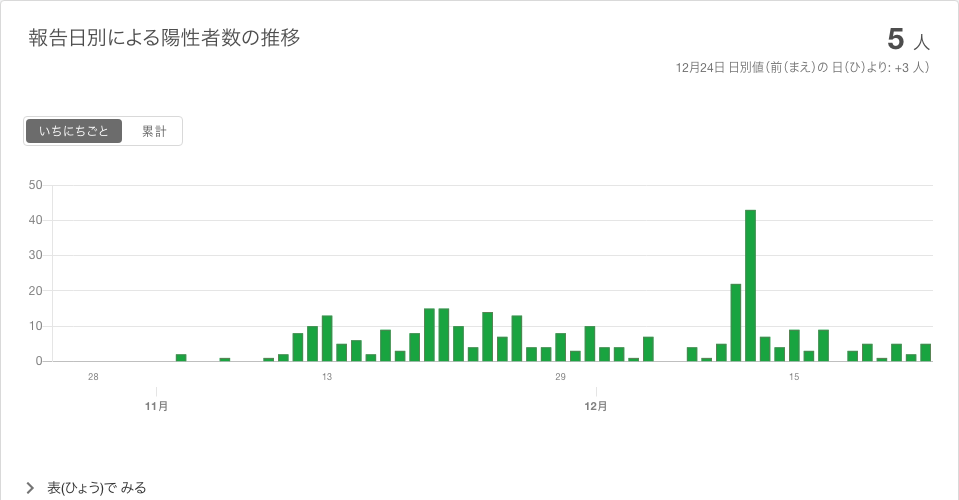 報告日別による陽性者数の推移
5 人
12月24日 日別値（前（まえ）の 日（ひ）より: +3 人）
いちにちごと 累計
50
40
30
20
10
0
28 13 29 15
11月 12月
表(ひょう)で みる